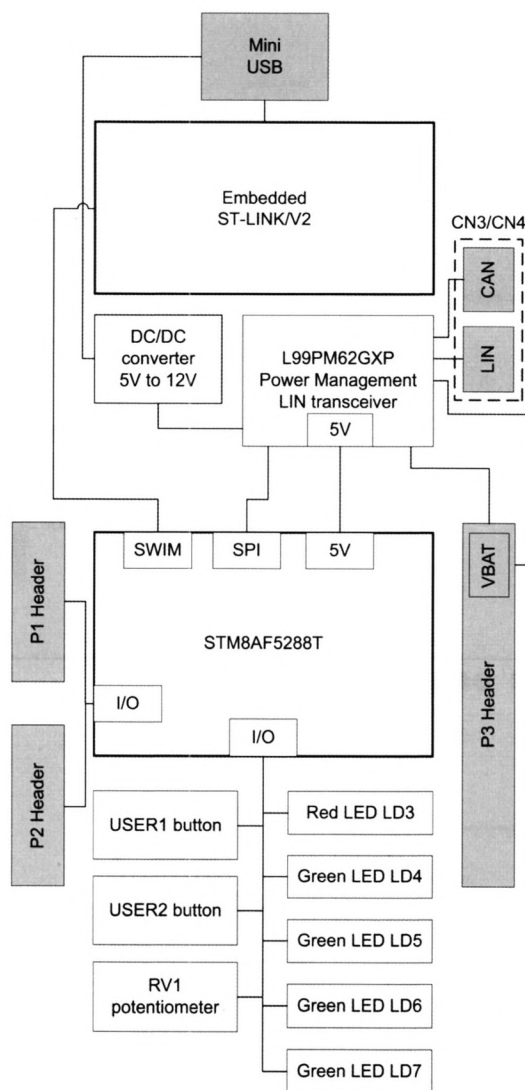 Mini
USB
Embedded
ST-LINK/V2
CN3/CN4
CAN
LIN
DC/DC
converter
5V to 12V
L99PM62GXP
Power Management
LIN transceiver
5V
SWIM
SPI
5V
VBAT
P1 Header
STM8AF5288T
P3 Header
I/O
I/O
P2 Header
USER1 button
Red LED LD3
Green LED LD4
USER2 button
Green LED LD5
RV1
potentiometer
Green LED LD6
Green LED LD7